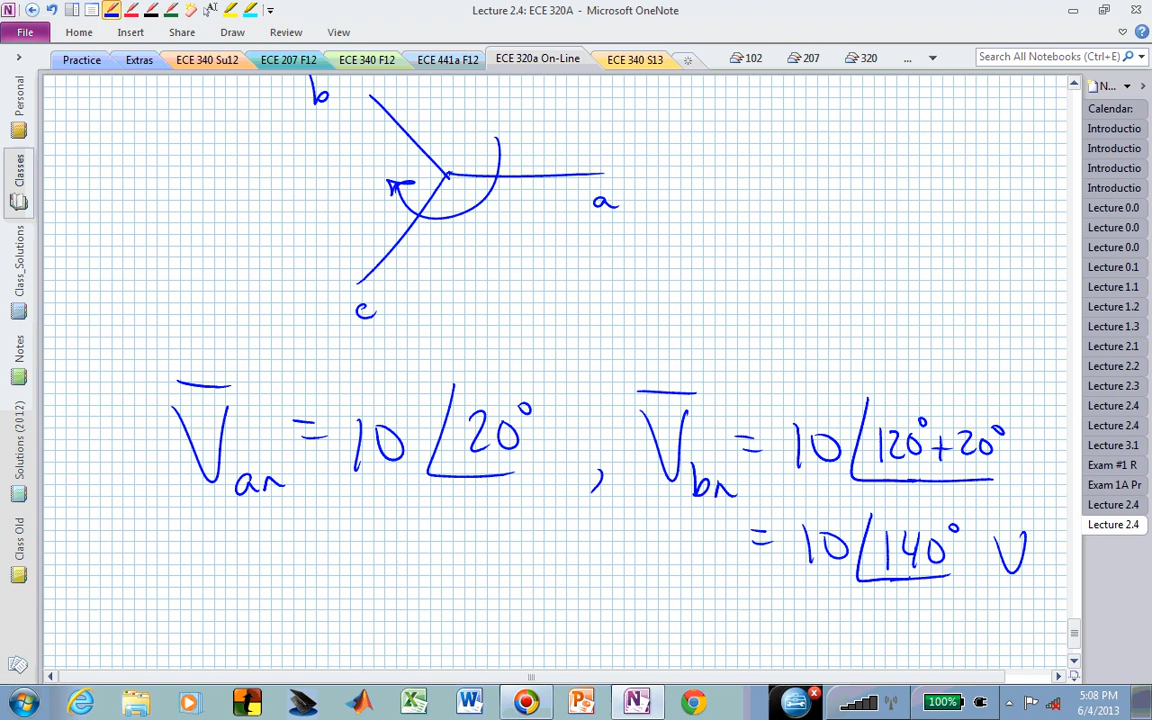 Lecture 2.4: ECE 320A - Microsoft OneNote
File Home Insert Share Draw Review View
Practice Extras ECE 340 Su12 ECE 207 F12 ECE 340 F12 ECE 441a F12 ECE 320a On-Line ECE 340 S13 102 207 320 ... Search All Notebooks (Ctrl+E)
Personal
Classes
Class_Solutions
Notes
Solutions (2012)
Class Old
N...
Calendar:
Introductio
Introductio
Introductio
Introductio
Lecture 0.0
Lecture 0.0
Lecture 0.0
Lecture 0.1
Lecture 1.1
Lecture 1.2
Lecture 1.3
Lecture 2.1
Lecture 2.2
Lecture 2.3
Lecture 2.4
Lecture 2.4
Lecture 3.1
Exam #1 R
Exam 1A Pr
Lecture 2.4
Lecture 2.4
b
a
c
V̅an = 10 ∠20° , V̅bn = 10 ∠120°+20°
= 10 ∠140° V
100%
5:08 PM
6/4/2013